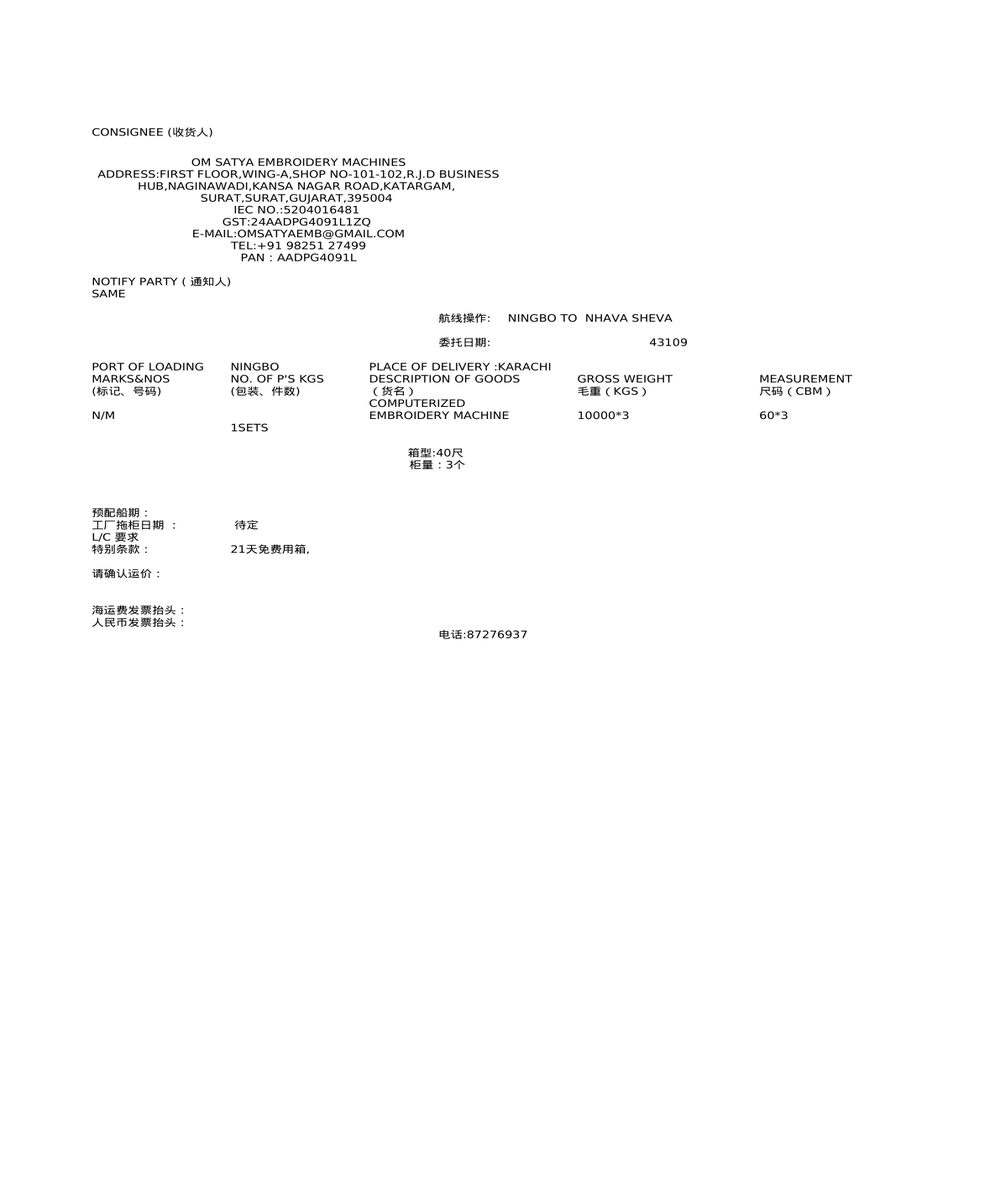 CONSIGNEE (收货人)
OM SATYA EMBROIDERY MACHINES
ADDRESS:FIRST FLOOR,WING-A,SHOP NO-101-102,R.J.D BUSINESS
HUB,NAGINAWADI,KANSA NAGAR ROAD,KATARGAM,
SURAT,SURAT,GUJARAT,395004
IEC NO.:5204016481
GST:24AADPG4091L1ZQ
E-MAIL:OMSATYAEMB@GMAIL.COM
TEL:+91 98251 27499
PAN : AADPG4091L
NOTIFY PARTY ( 通知人)
SAME
航线操作: NINGBO TO NHAVA SHEVA
委托日期: 43109
PORT OF LOADING NINGBO PLACE OF DELIVERY :KARACHI
MARKS&NOS NO. OF P'S KGS DESCRIPTION OF GOODS GROSS WEIGHT MEASUREMENT
(标记、号码) (包装、件数) （货名） 毛重（KGS） 尺码（CBM）
COMPUTERIZED
N/M EMBROIDERY MACHINE 10000*3 60*3
1SETS
箱型:40尺
柜量：3个
预配船期：
工厂拖柜日期 ： 待定
L/C 要求
特别条款： 21天免费用箱,
请确认运价：
海运费发票抬头：
人民币发票抬头：
电话:87276937